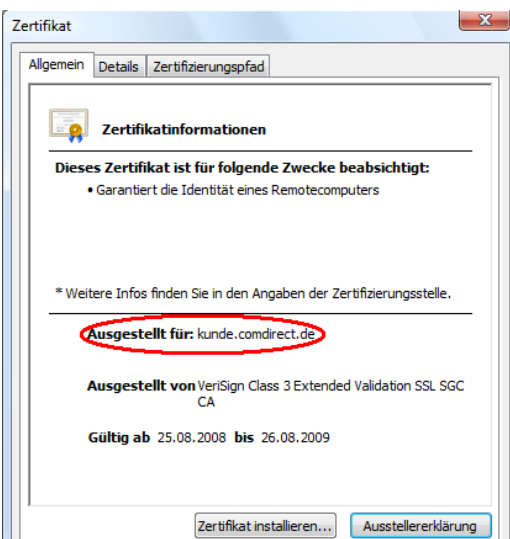 Zertifikat
Allgemein Details Zertifizierungspfad
Zertifikatinformationen
Dieses Zertifikat ist für folgende Zwecke beabsichtigt:
• Garantiert die Identität eines Remotecomputers
* Weitere Infos finden Sie in den Angaben der Zertifizierungsstelle.
Ausgestellt für: kunde.comdirect.de
Ausgestellt von VeriSign Class 3 Extended Validation SSL SGC
CA
Gültig ab 25.08.2008 bis 26.08.2009
Zertifikat installieren... Ausstellererklärung